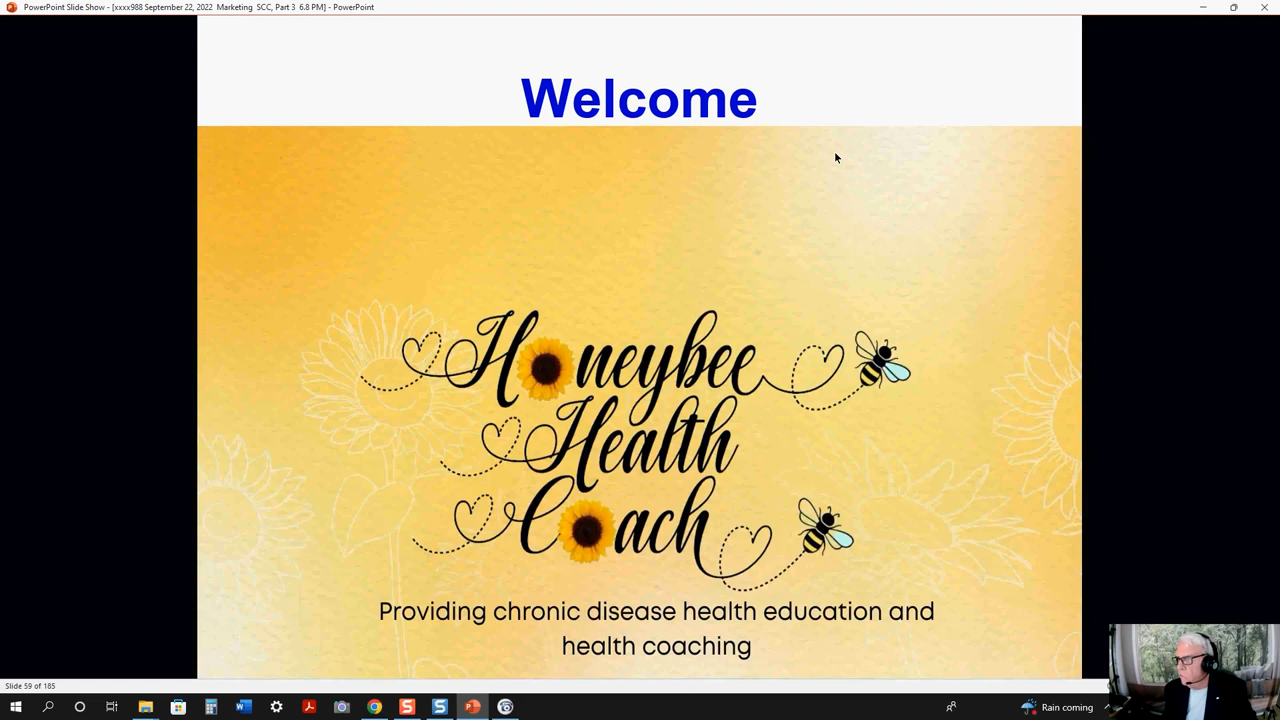 PowerPoint Slide Show - [xxxx988 September 22, 2022 Marketing SCC, Part 3 6.8 PM] - PowerPoint
Welcome
Honeybee
Health
Coach
Providing chronic disease health education and
health coaching
Slide 59 of 185
Rain coming